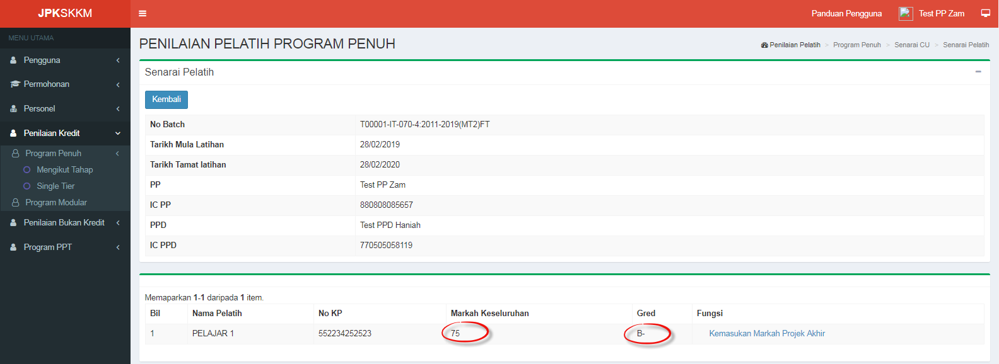 JPKSKKM
Panduan Pengguna Test PP Zam
MENU UTAMA
Pengguna
Permohonan
Personel
Penilaian Kredit
Program Penuh
Mengikut Tahap
Single Tier
Program Modular
Penilaian Bukan Kredit
Program PPT
PENILAIAN PELATIH PROGRAM PENUH
Penilaian Pelatih > Program Penuh > Senarai CU > Senarai Pelatih
Senarai Pelatih
Kembali
No Batch T00001-IT-070-4:2011-2019(MT2)FT
Tarikh Mula Latihan 28/02/2019
Tarikh Tamat latihan 28/02/2020
PP Test PP Zam
IC PP 880808085657
PPD Test PPD Haniah
IC PPD 770505058119
Memaparkan 1-1 daripada 1 item.
Bil Nama Pelatih No KP Markah Keseluruhan Gred Fungsi
1 PELAJAR 1 552234252523 75 B- Kemasukan Markah Projek Akhir